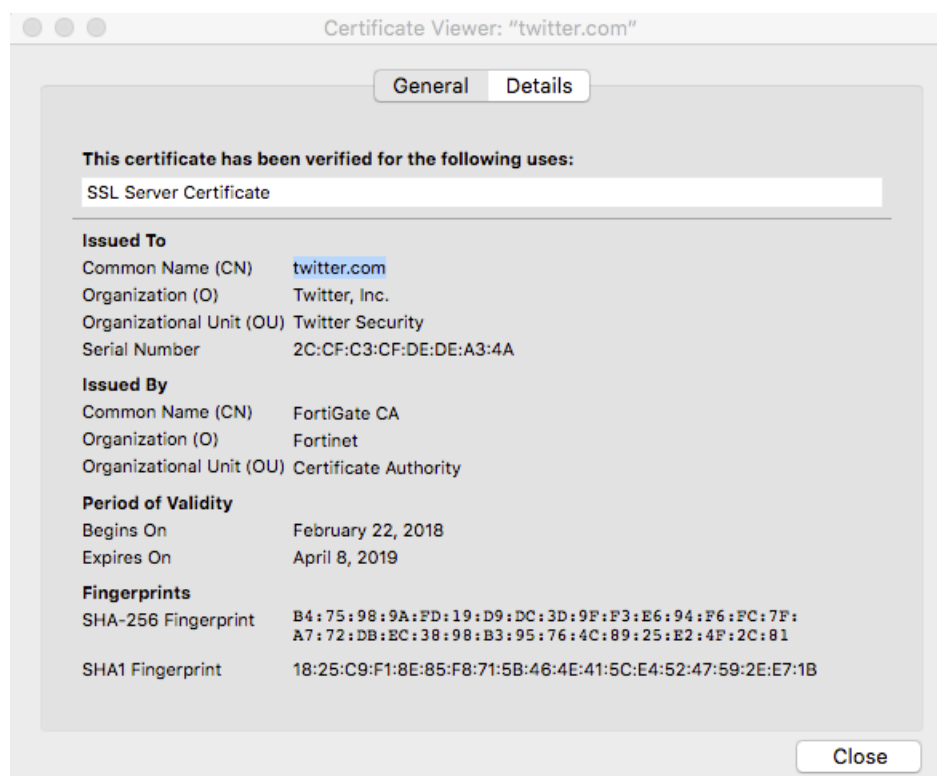 Certificate Viewer: “twitter.com”
General Details
This certificate has been verified for the following uses:
SSL Server Certificate
Issued To
Common Name (CN) twitter.com
Organization (O) Twitter, Inc.
Organizational Unit (OU) Twitter Security
Serial Number 2C:CF:C3:CF:DE:DE:A3:4A
Issued By
Common Name (CN) FortiGate CA
Organization (O) Fortinet
Organizational Unit (OU) Certificate Authority
Period of Validity
Begins On February 22, 2018
Expires On April 8, 2019
Fingerprints
SHA-256 Fingerprint B4:75:98:9A:FD:19:D9:DC:3D:9F:F3:E6:94:F6:FC:7F:
A7:72:DB:EC:38:98:B3:95:76:4C:89:25:E2:4F:2C:81
SHA1 Fingerprint 18:25:C9:F1:8E:85:F8:71:5B:46:4E:41:5C:E4:52:47:59:2E:E7:1B
Close